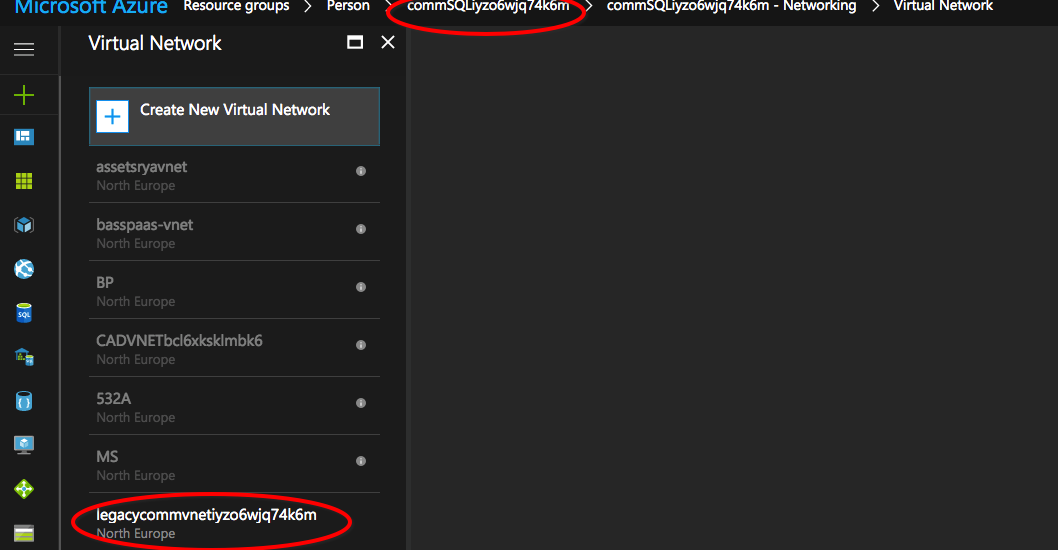 Microsoft Azure Resource groups > Person > commSQLiyzo6wjq74k6m > commSQLiyzo6wjq74k6m - Networking > Virtual Network
Virtual Network
Create New Virtual Network
assetsryavnet
North Europe
basspaas-vnet
North Europe
BP
North Europe
CADVNETbcl6xksklmbk6
North Europe
532A
North Europe
MS
North Europe
legacycommvnetiyzo6wjq74k6m
North Europe
SQL